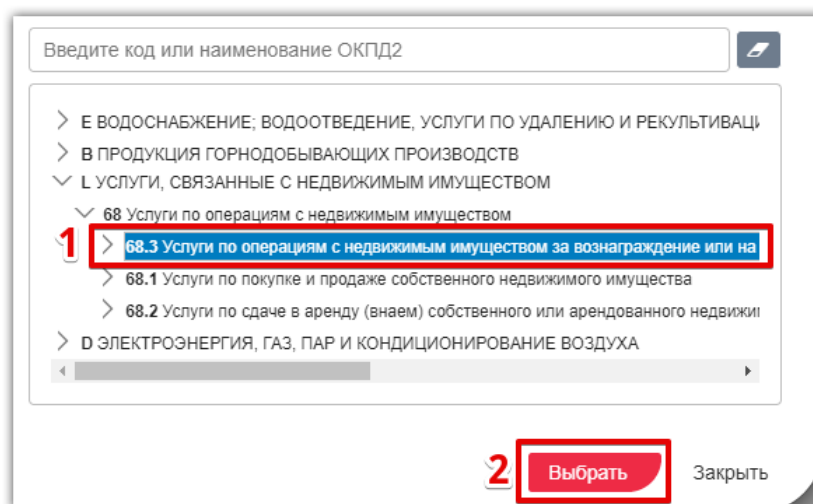 Введите код или наименование ОКПД2
E ВОДОСНАБЖЕНИЕ; ВОДООТВЕДЕНИЕ, УСЛУГИ ПО УДАЛЕНИЮ И РЕКУЛЬТИВАЦИ
B ПРОДУКЦИЯ ГОРНОДОБЫВАЮЩИХ ПРОИЗВОДСТВ
L УСЛУГИ, СВЯЗАННЫЕ С НЕДВИЖИМЫМ ИМУЩЕСТВОМ
68 Услуги по операциям с недвижимым имуществом
1 68.3 Услуги по операциям с недвижимым имуществом за вознаграждение или на
68.1 Услуги по покупке и продаже собственного недвижимого имущества
68.2 Услуги по сдаче в аренду (внаем) собственного или арендованного недвижи
D ЭЛЕКТРОЭНЕРГИЯ, ГАЗ, ПАР И КОНДИЦИОНИРОВАНИЕ ВОЗДУХА
2 Выбрать Закрыть